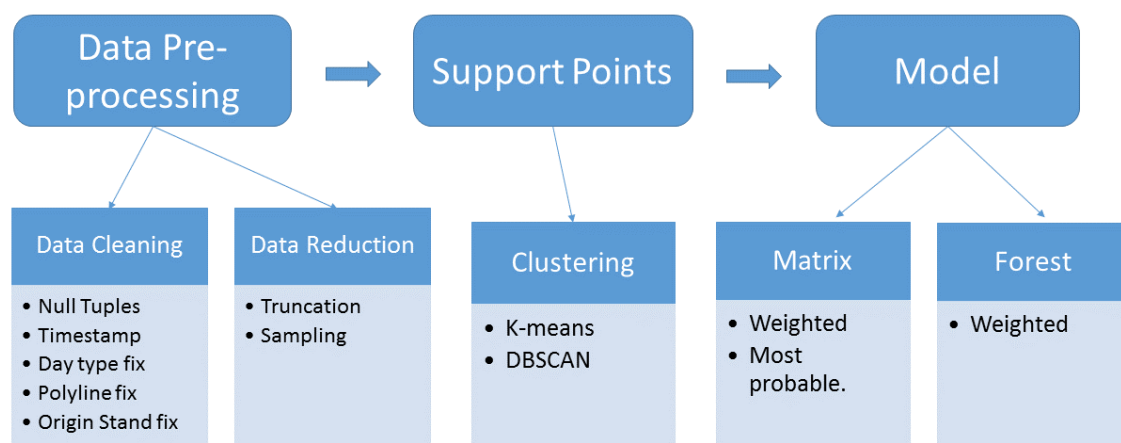 Data Pre-
processing
Support Points
Model
Data Cleaning
• Null Tuples
• Timestamp
• Day type fix
• Polyline fix
• Origin Stand fix
Data Reduction
• Truncation
• Sampling
Clustering
• K-means
• DBSCAN
Matrix
• Weighted
• Most
probable.
Forest
• Weighted